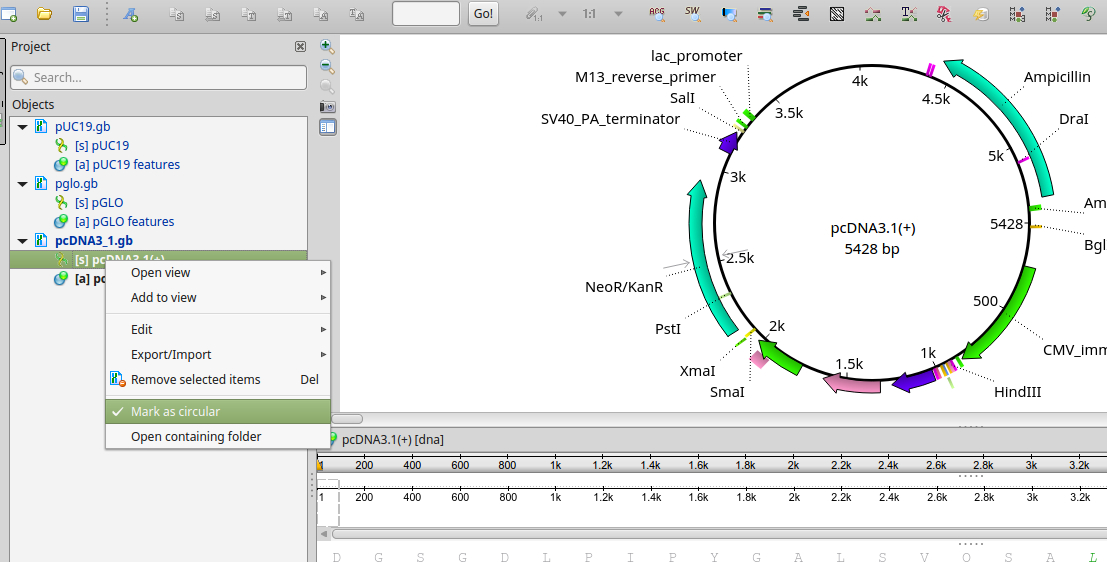 Go!
1:1
SW
Project
Search...
Objects
pUC19.gb
[s] pUC19
[a] pUC19 features
pglo.gb
[s] pGLO
[a] pGLO features
pcDNA3_1.gb
[s] pcDNA3.1(+)
[a] pc
Open view
Add to view
Edit
Export/Import
Remove selected items Del
Mark as circular
Open containing folder
lac_promoter
M13_reverse_primer
SalI
SV40_PA_terminator
NeoR/KanR
PstI
XmaI
SmaI
Ampicillin
DraI
Am
Bgl
CMV_imm
HindIII
4k
4.5k
5k
5428
500
1k
1.5k
2k
2.5k
3k
3.5k
pcDNA3.1(+)
5428 bp
pcDNA3.1(+) [dna]
1 200 400 600 800 1k 1.2k 1.4k 1.6k 1.8k 2k 2.2k 2.4k 2.6k 2.8k 3k 3.2k
1 200 400 600 800 1k 1.2k 1.4k 1.6k 1.8k 2k 2.2k 2.4k 2.6k 2.8k 3k 3.2k
D G S G D L P I P Y G A L S V O S A L